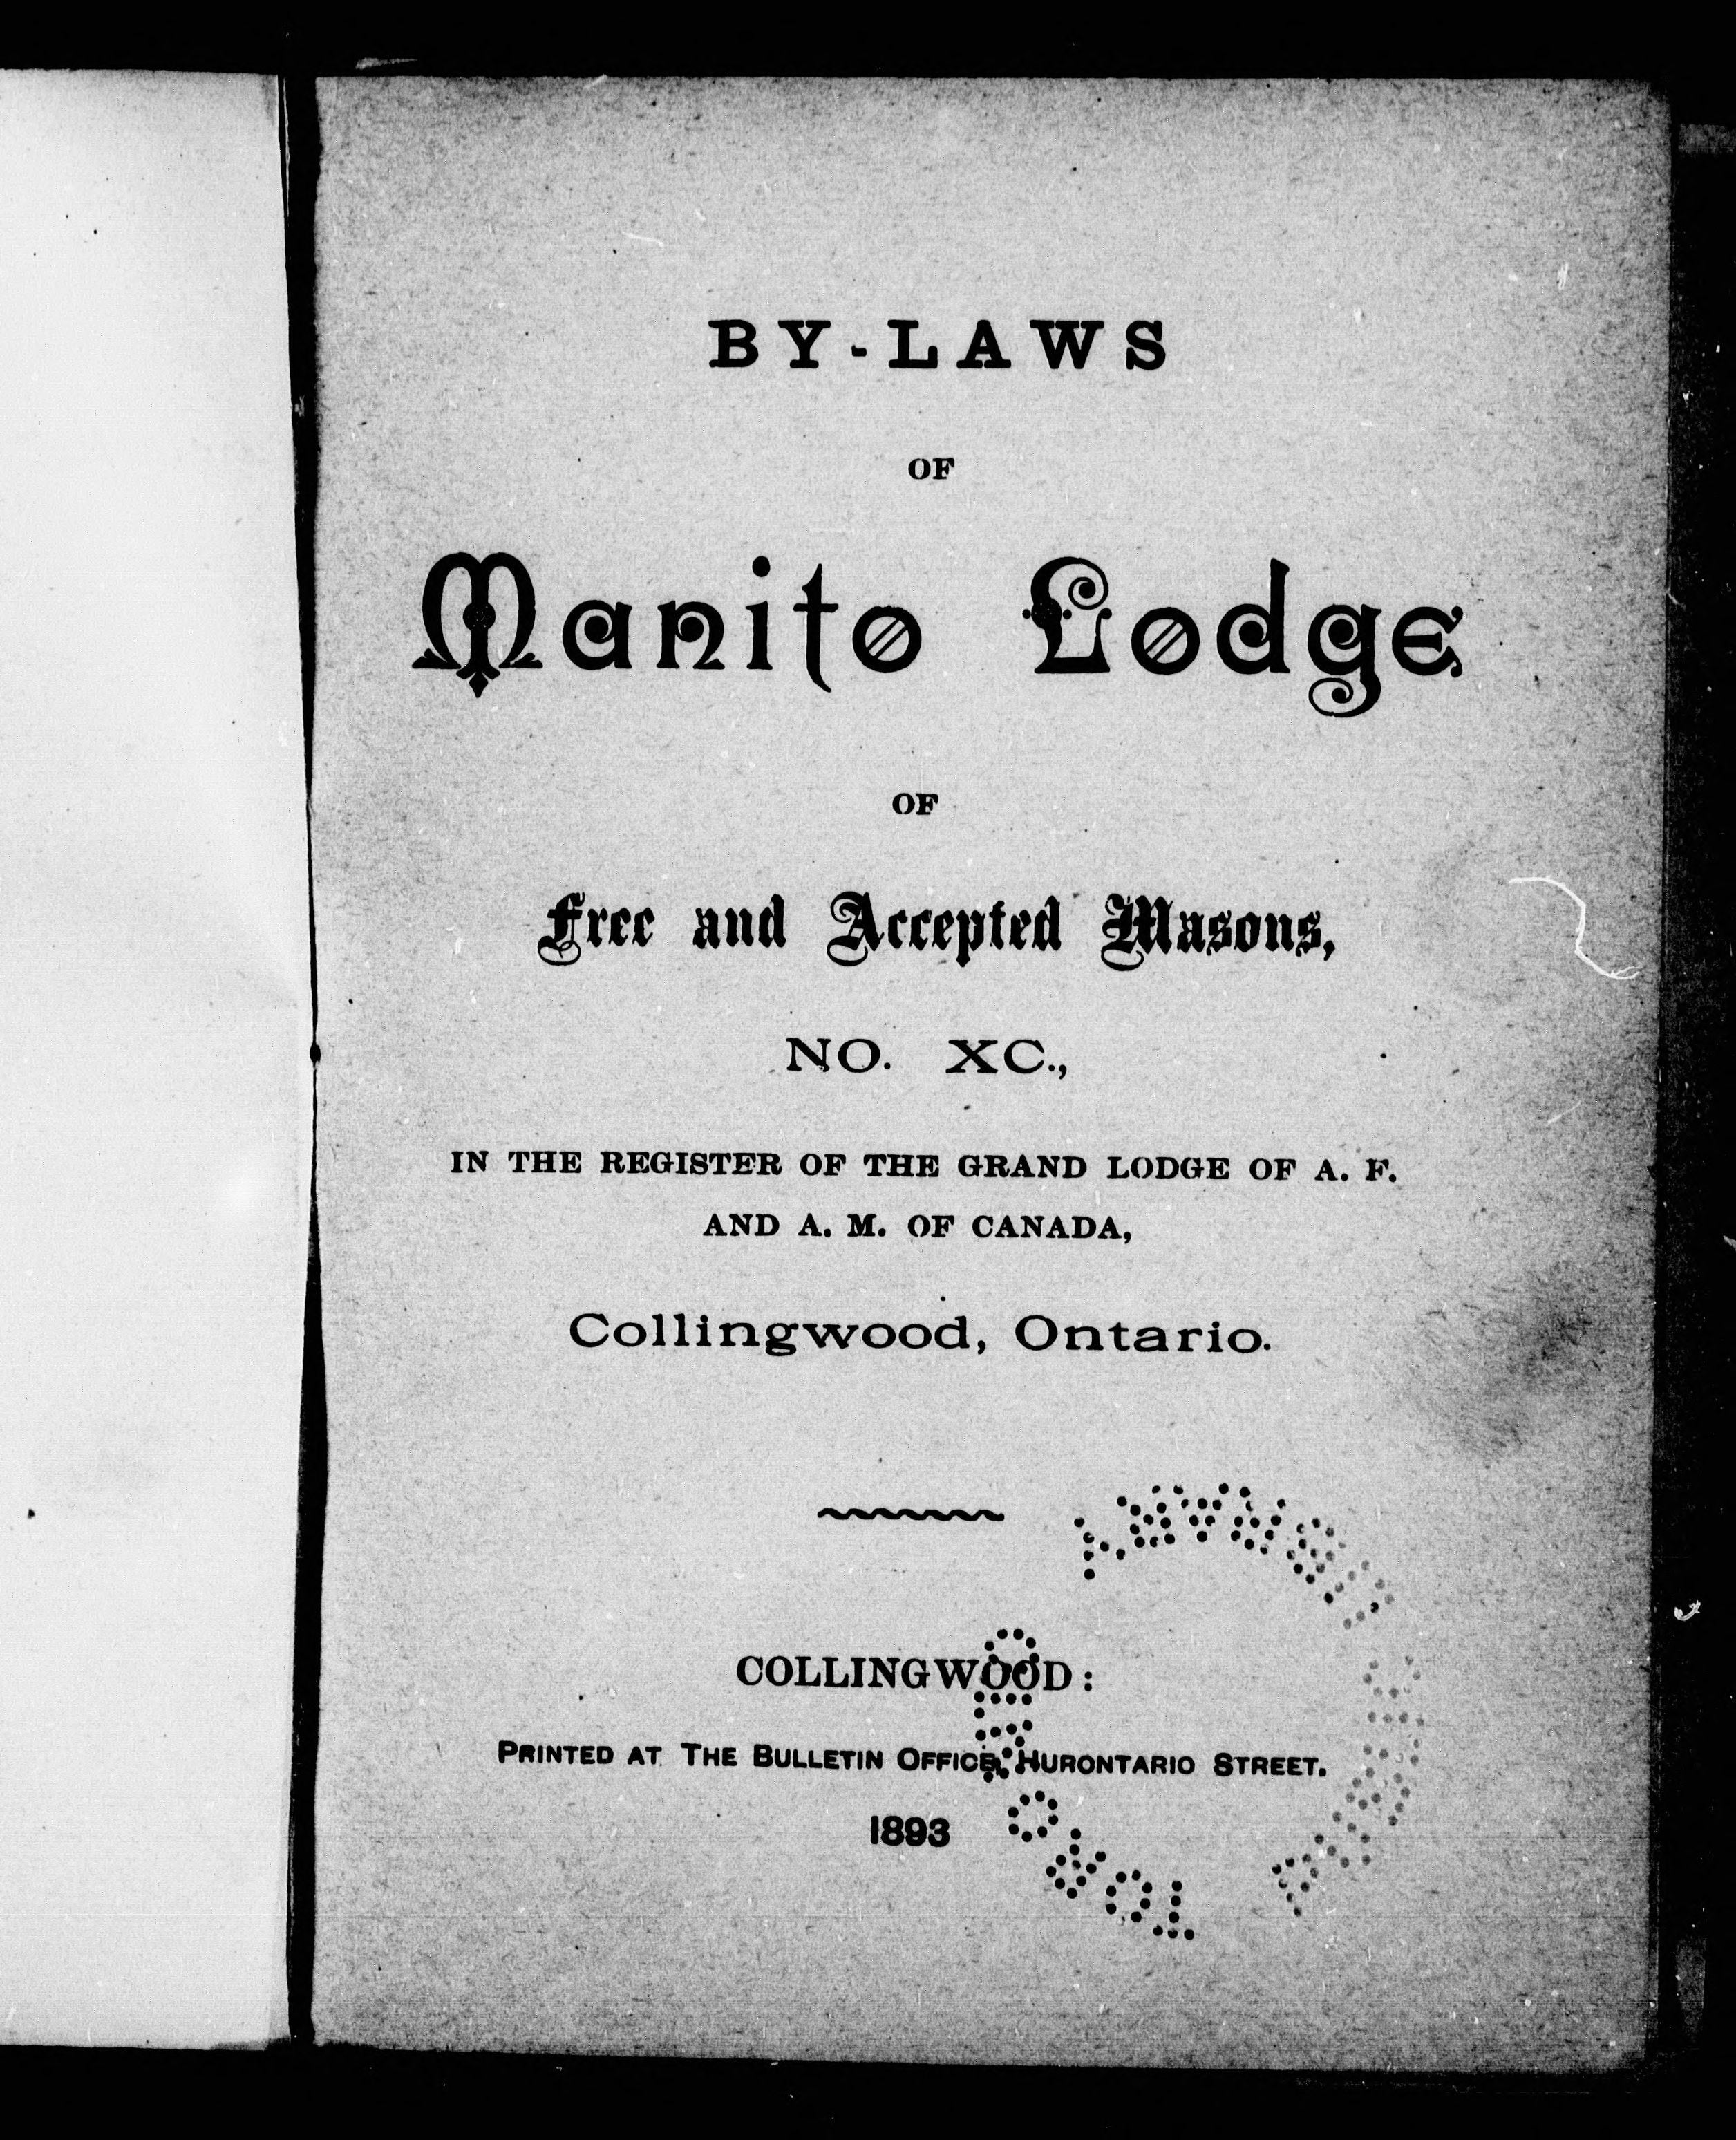 BY-LAWS
OF
Manito Lodge
OF
Free and Accepted Masons,
NO. XC.,
IN THE REGISTER OF THE GRAND LODGE OF A. F.
AND A. M. OF CANADA,
Collingwood, Ontario.
COLLINGWOOD:
PRINTED AT THE BULLETIN OFFICE, HURONTARIO STREET.
1893